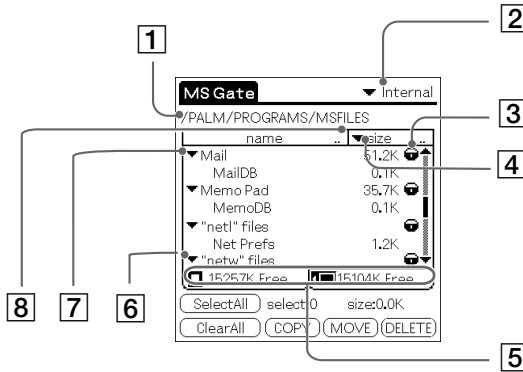 2
1
MS Gate Internal
/PALM/PROGRAMS/MSFILES
3
name .. size ..
4
Mail 51.2K
MailDB 0.1K
Memo Pad 35.7K
MemoDB 0.1K
"netl" files
Net Prefs 1.2K
"netw" files
8 7 6
15257K Free 15104K Free
SelectAll select:0 size:0.0K
ClearAll COPY MOVE DELETE
5